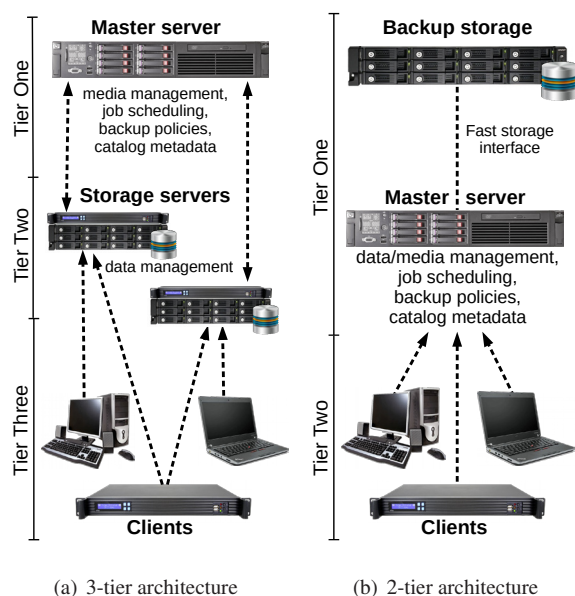 Master server
Tier One
media management,
job scheduling,
backup policies,
catalog metadata
Tier Two
Storage servers
data management
Tier Three
Clients
(a) 3-tier architecture
Backup storage
Tier One
Fast storage
interface
Master server
data/media management,
job scheduling,
backup policies,
catalog metadata
Tier Two
Clients
(b) 2-tier architecture